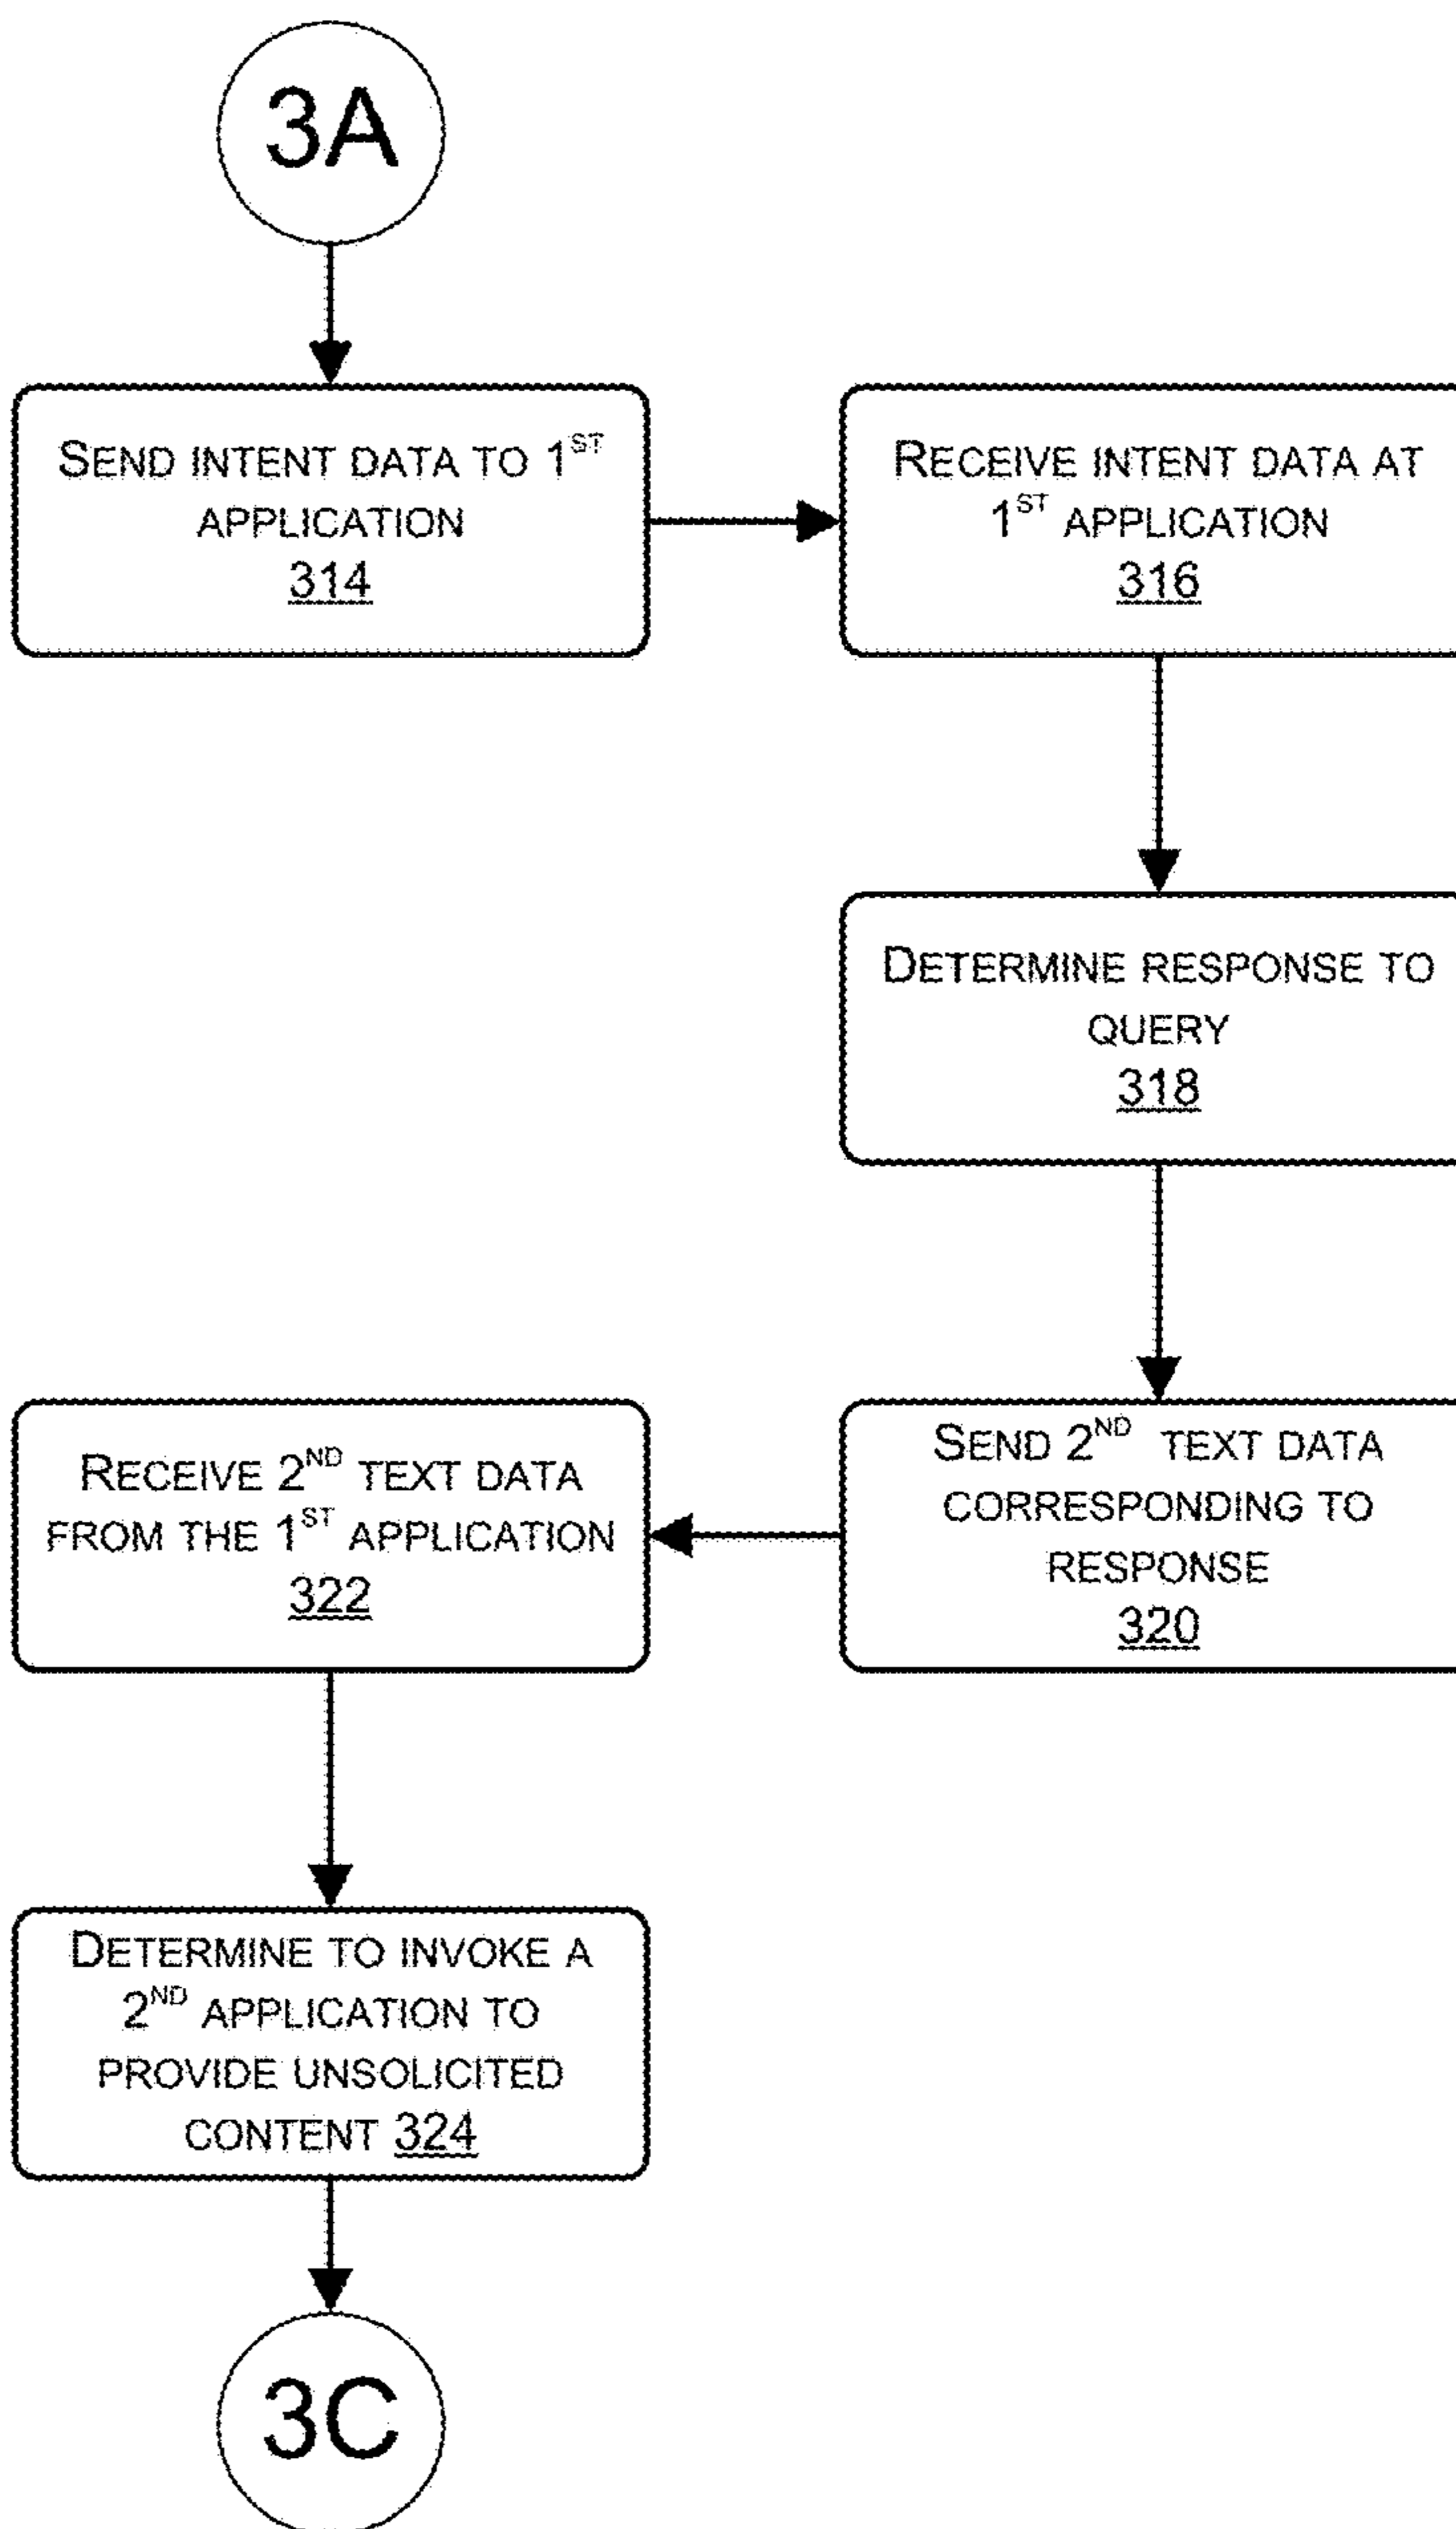 3A
SEND INTENT DATA TO 1ST
APPLICATION
314
RECEIVE INTENT DATA AT
1ST APPLICATION
316
DETERMINE RESPONSE TO
QUERY
318
SEND 2ND TEXT DATA
CORRESPONDING TO
RESPONSE
320
RECEIVE 2ND TEXT DATA
FROM THE 1ST APPLICATION
322
DETERMINE TO INVOKE A
2ND APPLICATION TO
PROVIDE UNSOLICITED
CONTENT 324
3C